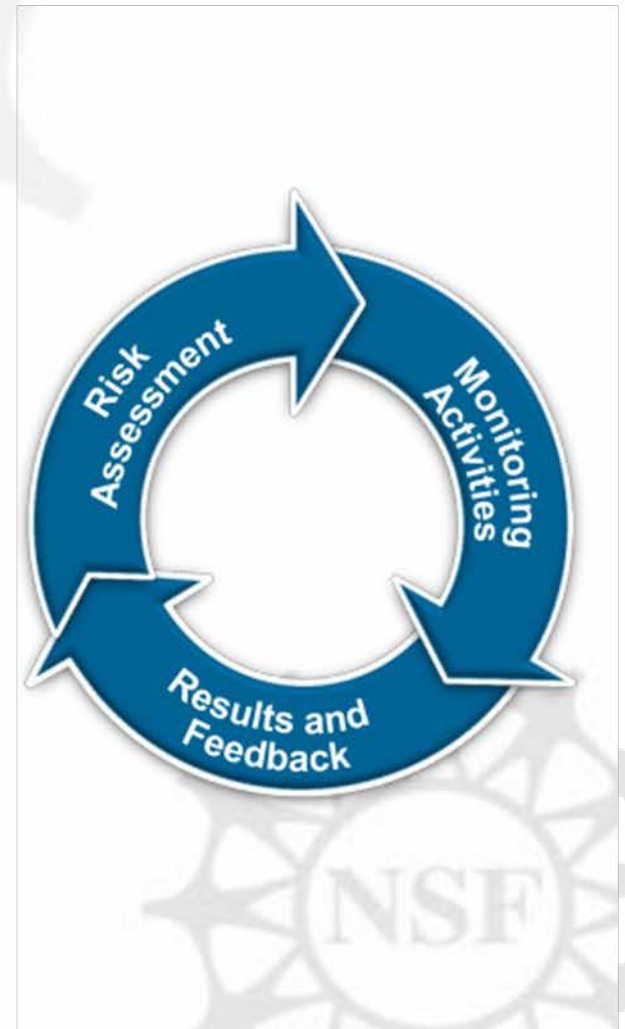 Risk
Assessment
Monitoring
Activities
Results and
Feedback
NSF